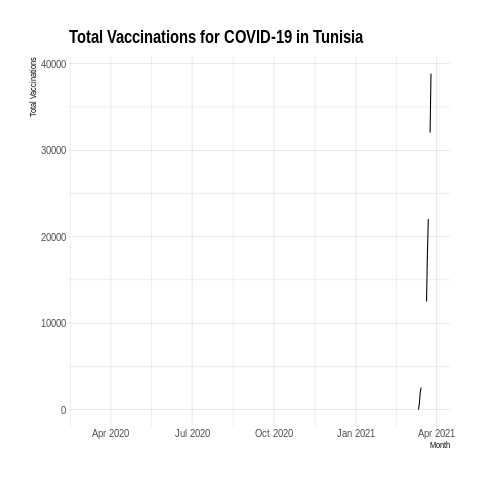 Total Vaccinations for COVID-19 in Tunisia
Total Vaccinations
40000
30000
20000
10000
0
Apr 2020 Jul 2020 Oct 2020 Jan 2021 Apr 2021
Month